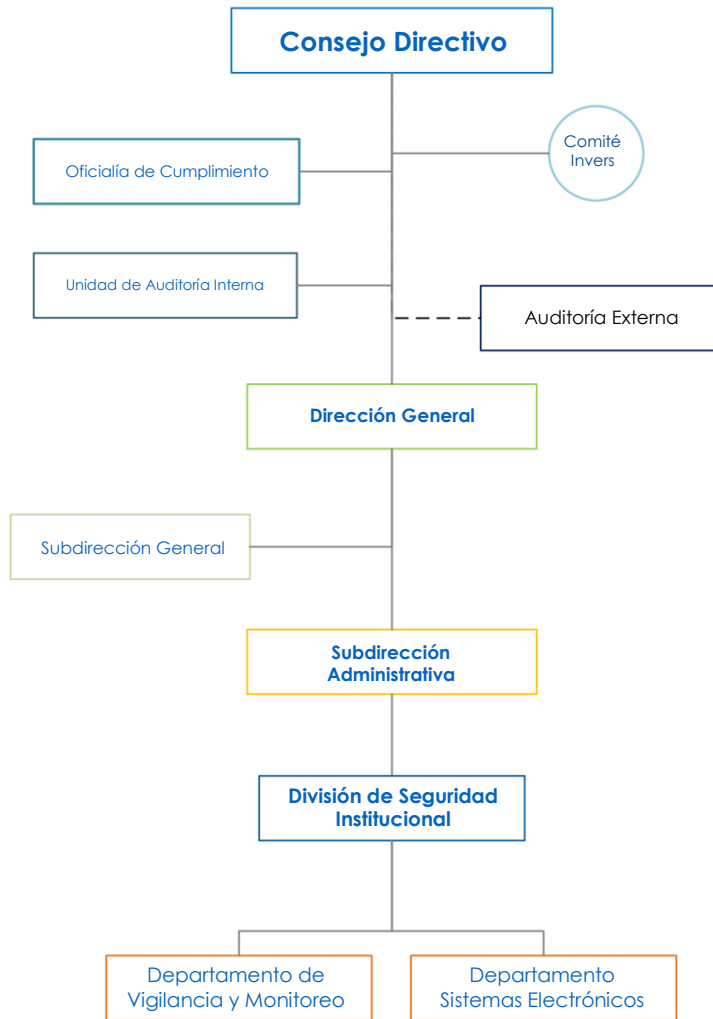 Consejo Directivo
Comité
Invers
Oficialía de Cumplimiento
Unidad de Auditoría Interna
Auditoría Externa
Dirección General
Subdirección General
Subdirección
Administrativa
División de Seguridad
Institucional
Departamento de
Vigilancia y Monitoreo
Departamento
Sistemas Electrónicos